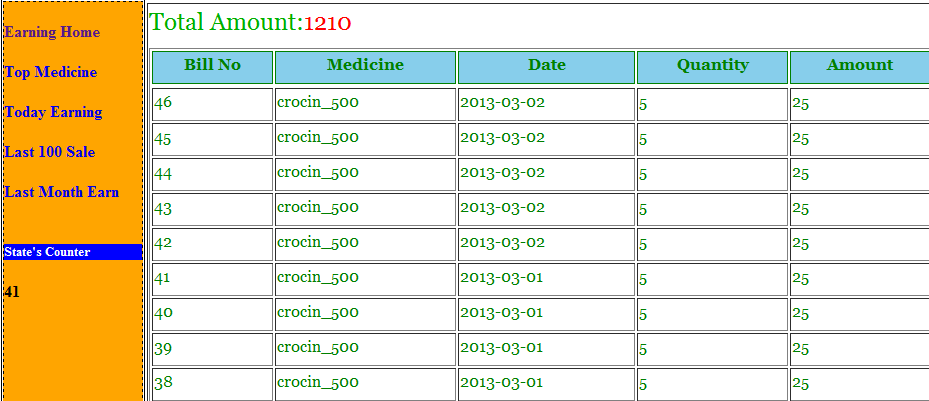 Earning Home
Top Medicine
Today Earning
Last 100 Sale
Last Month Earn
State's Counter
41
Total Amount:1210
Bill No Medicine Date Quantity Amount
46 crocin_500 2013-03-02 5 25
45 crocin_500 2013-03-02 5 25
44 crocin_500 2013-03-02 5 25
43 crocin_500 2013-03-02 5 25
42 crocin_500 2013-03-02 5 25
41 crocin_500 2013-03-01 5 25
40 crocin_500 2013-03-01 5 25
39 crocin_500 2013-03-01 5 25
38 crocin_500 2013-03-01 5 25